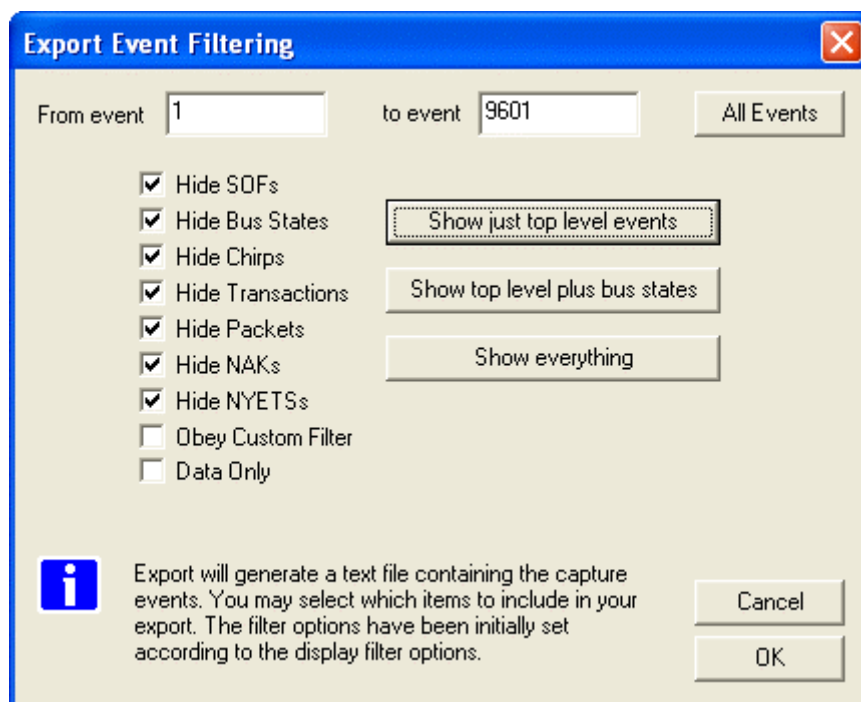 Export Event Filtering
From event 1 to event 9601 All Events
Hide SOFs
Hide Bus States
Show just top level events
Hide Chirps
Hide Transactions
Show top level plus bus states
Hide Packets
Hide NAKs
Show everything
Hide NYETSs
Obey Custom Filter
Data Only
Export will generate a text file containing the capture
events. You may select which items to include in your
export. The filter options have been initially set
according to the display filter options.
Cancel
OK